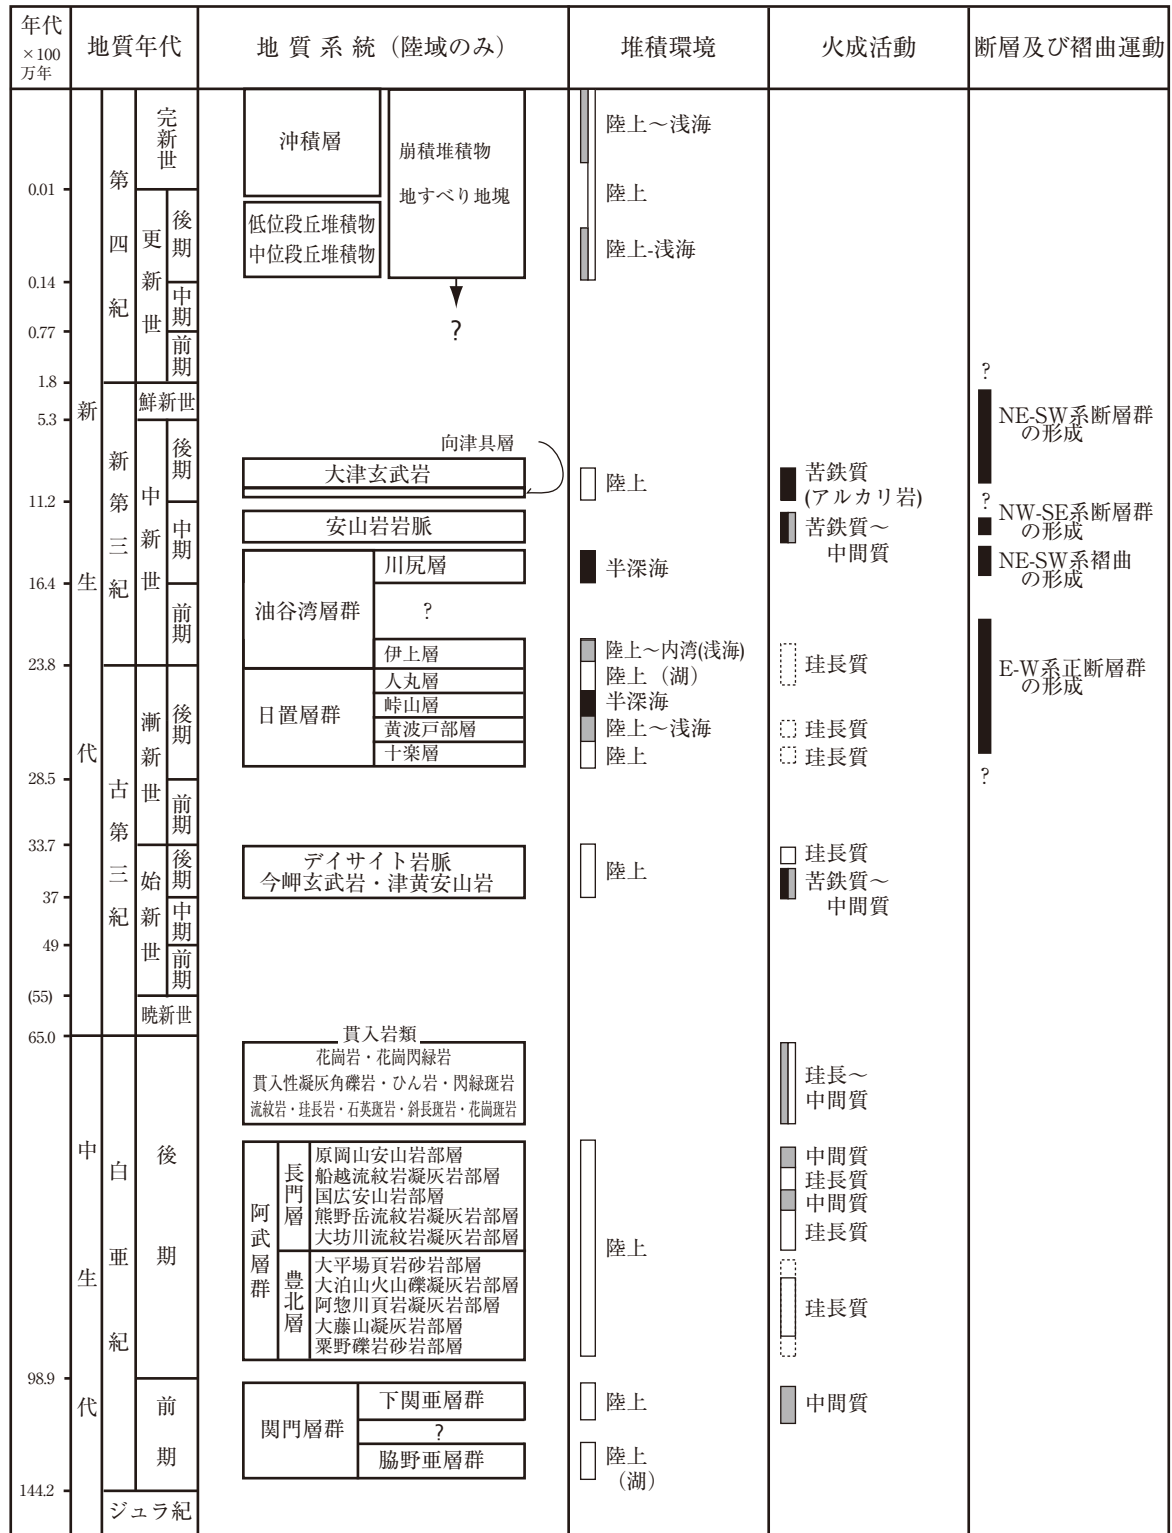 年代
×100
万年
地質年代
地質系統（陸域のみ）
堆積環境
火成活動
断層及び褶曲運動
0.01
0.14
0.77
1.8
5.3
11.2
16.4
23.8
28.5
33.7
37
49
(55)
65.0
98.9
144.2
新生代
中生代
第四紀
新第三紀
古第三紀
白亜紀
ジュラ紀
完新世
更新世
後期
中期
前期
鮮新世
中新世
後期
中期
前期
漸新世
後期
前期
始新世
後期
中期
前期
暁新世
後期
前期
沖積層
崩積堆積物
地すべり地塊
低位段丘堆積物
中位段丘堆積物
?
向津具層
大津玄武岩
安山岩岩脈
油谷湾層群
川尻層
?
伊上層
日置層群
人丸層
峠山層
黄波戸部層
十楽層
デイサイト岩脈
今岬玄武岩・津黄安山岩
貫入岩類
花崗岩・花崗閃緑岩
貫入性凝灰角礫岩・ひん岩・閃緑斑岩
流紋岩・珪長岩・石英斑岩・斜長斑岩・花崗斑岩
阿武層群
長門層
原岡山安山岩部層
船越流紋岩凝灰岩部層
国広安山岩部層
熊野岳流紋岩凝灰岩部層
大坊川流紋岩凝灰岩部層
豊北層
大平場頁岩砂岩部層
大泊山火山礫凝灰岩部層
阿惣川頁岩凝灰岩部層
大藤山凝灰岩部層
粟野礫岩砂岩部層
関門層群
下関亜層群
?
脇野亜層群
陸上～浅海
陸上
陸上-浅海
陸上
半深海
陸上～内湾(浅海)
陸上（湖）
半深海
陸上～浅海
陸上
陸上
陸上
陸上
陸上
（湖）
苦鉄質
(アルカリ岩)
苦鉄質～
中間質
珪長質
珪長質
珪長質
珪長質
苦鉄質～
中間質
珪長～
中間質
中間質
珪長質
中間質
珪長質
珪長質
中間質
?
NE-SW系断層群
の形成
?
NW-SE系断層群
の形成
NE-SW系褶曲
の形成
E-W系正断層群
の形成
?